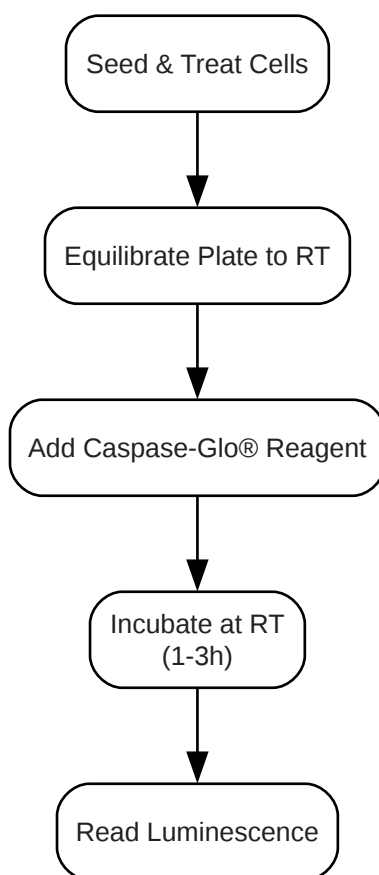 Seed & Treat Cells
Equilibrate Plate to RT
Add Caspase-Glo® Reagent
Incubate at RT
(1-3h)
Read Luminescence